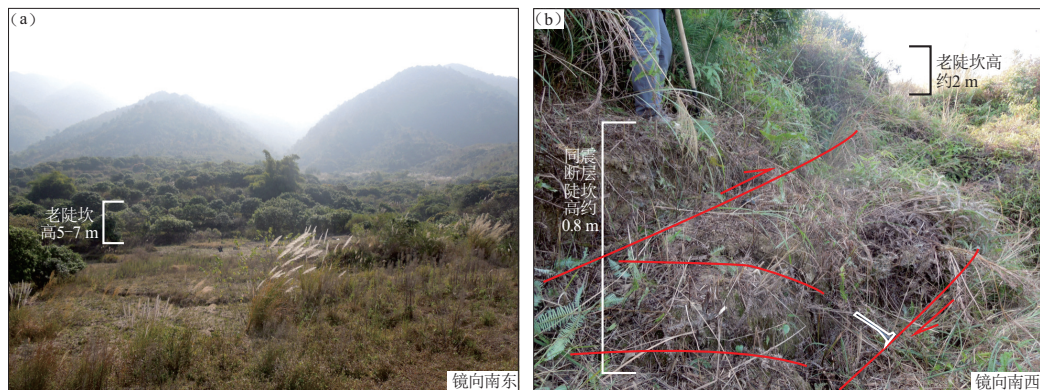 (a)
老陡坎
高5-7 m
镜向南东
(b)
老陡坎高
约2 m
同震
断层
陡坎
高约
0.8 m
镜向南西